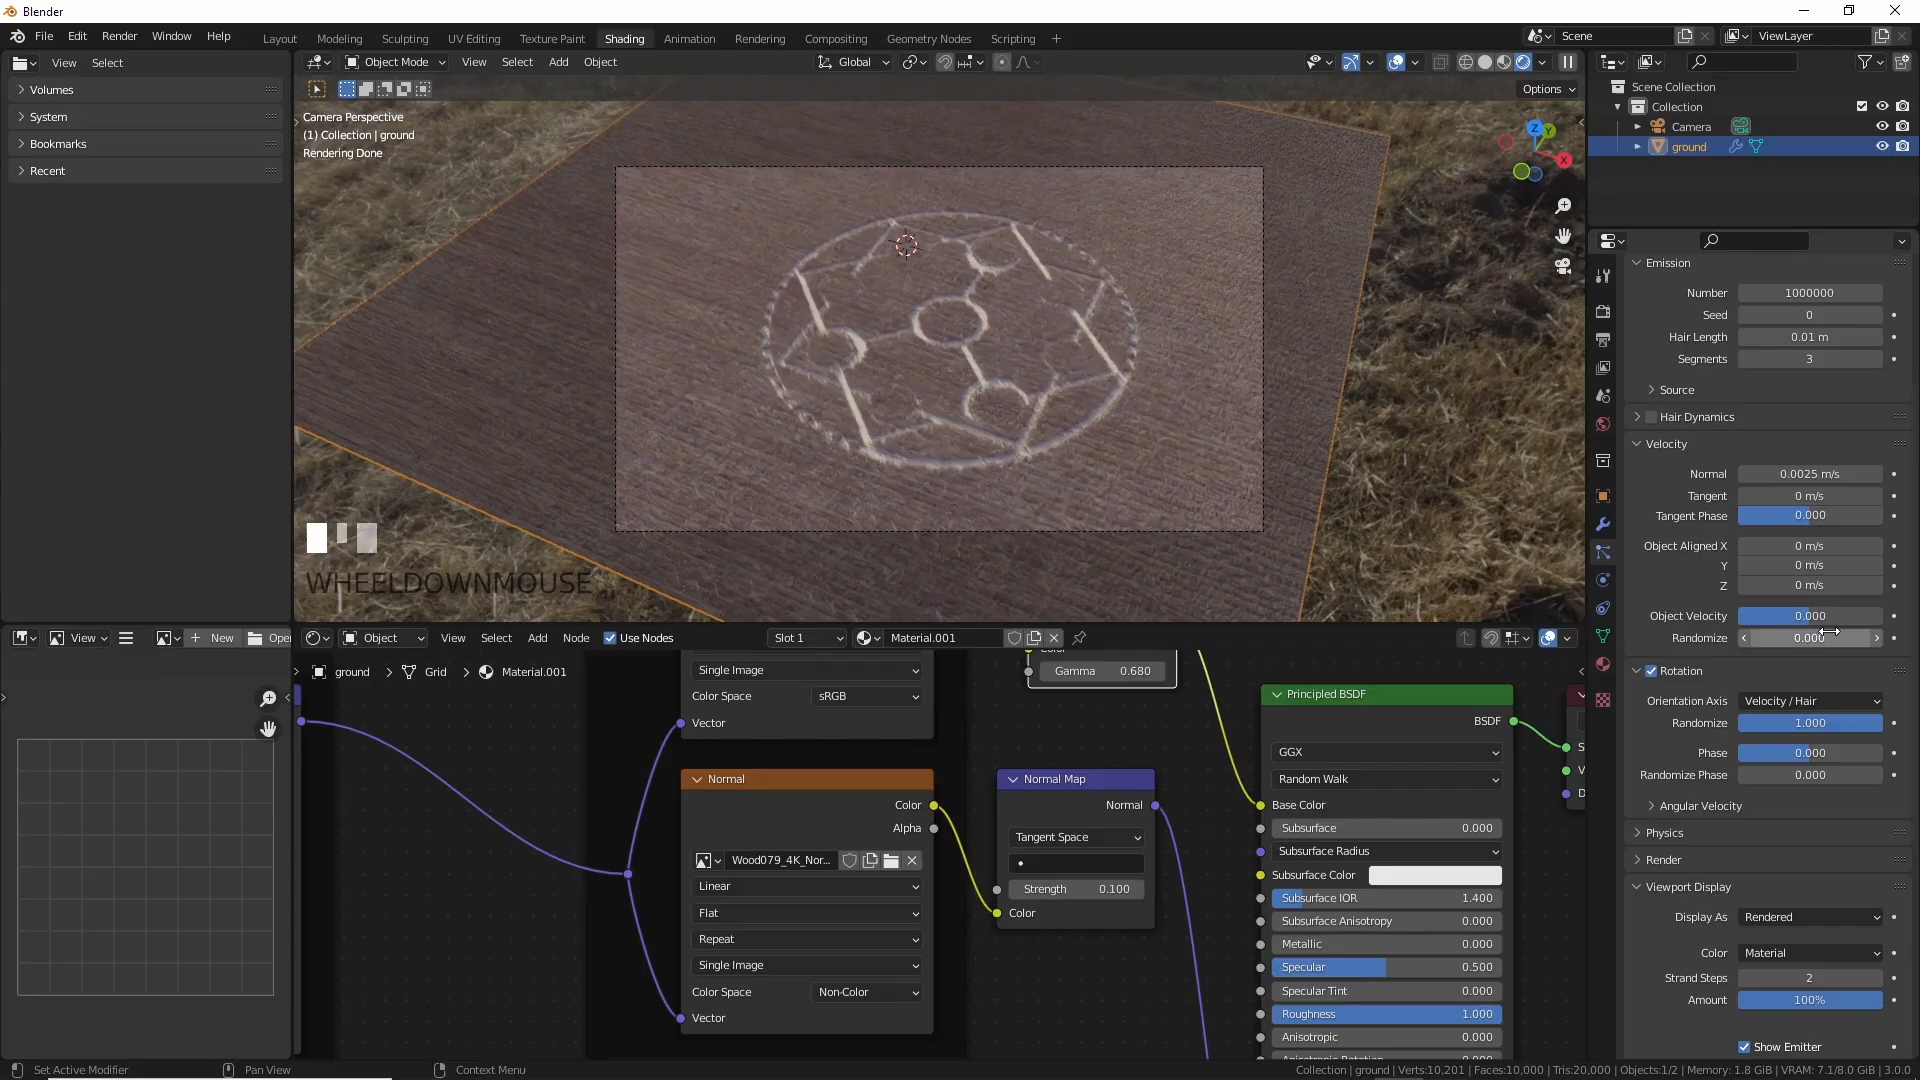 Blender
File Edit Render Window Help
Layout Modeling Sculpting UV Editing Texture Paint Shading Animation Rendering Compositing Geometry Nodes Scripting +
Scene
ViewLayer
View Select
Object Mode View Select Add Object
Global
Options
Volumes
System
Bookmarks
Recent
Camera Perspective
(1) Collection | ground
Rendering Done
Z
Y
X
WHEELDOWNMOUSE
Scene Collection
Collection
Camera
ground
Emission
Number 1000000
Seed 0
Hair Length 0.01 m
Segments 3
Source
Hair Dynamics
Velocity
Normal 0.0025 m/s
Tangent 0 m/s
Tangent Phase 0.000
Object Aligned X 0 m/s
Y 0 m/s
Z 0 m/s
Object Velocity 0.000
Randomize 0.000
Rotation
Orientation Axis Velocity / Hair
Randomize 1.000
Phase 0.000
Randomize Phase 0.000
Angular Velocity
Physics
Render
Viewport Display
Display As Rendered
Color Material
Strand Steps 2
Amount 100%
Show Emitter
View
New
Open
Object View Select Add Node Use Nodes
Slot 1
Material.001
ground Grid Material.001
Single Image
Color Space sRGB
Vector
Gamma 0.680
Normal
Color
Alpha
Wood079_4K_Nor...
Linear
Flat
Repeat
Single Image
Color Space Non-Color
Vector
Normal Map
Normal
Tangent Space
Strength 0.100
Color
Principled BSDF
BSDF
GGX
Random Walk
Base Color
Subsurface 0.000
Subsurface Radius
Subsurface Color
Subsurface IOR 1.400
Subsurface Anisotropy 0.000
Metallic 0.000
Specular 0.500
Specular Tint 0.000
Roughness 1.000
Anisotropic 0.000
S
V
D
Set Active Modifier
Pan View
Context Menu
Collection | ground | Verts:10,201 | Faces:10,000 | Tris:20,000 | Objects:1/2 | Memory: 1.8 GiB | VRAM: 7.1/8.0 GiB | 3.0.0